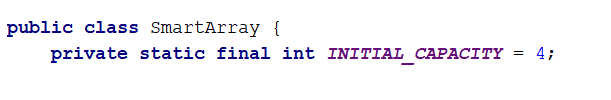 public class SmartArray {
    private static final int INITIAL_CAPACITY = 4;